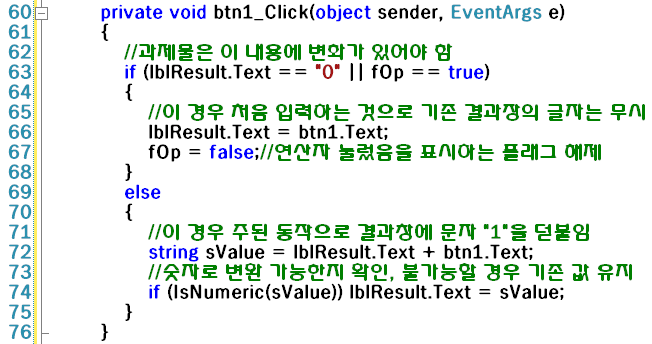 60 private void btn1_Click(object sender, EventArgs e)
61 {
62 //과제물은 이 내용에 변화가 있어야 함
63 if (lblResult.Text == "0" || fOp == true)
64 {
65 //이 경우 처음 입력하는 것으로 기존 결과창의 글자는 무시
66 lblResult.Text = btn1.Text;
67 fOp = false;//연산자 눌렀음을 표시하는 플래그 해제
68 }
69 else
70 {
71 //이 경우 주된 동작으로 결과창에 문자 "1"을 덛붙임
72 string sValue = lblResult.Text + btn1.Text;
73 //숫자로 변환 가능한지 확인, 불가능할 경우 기존 값 유지
74 if (IsNumeric(sValue)) lblResult.Text = sValue;
75 }
76 }